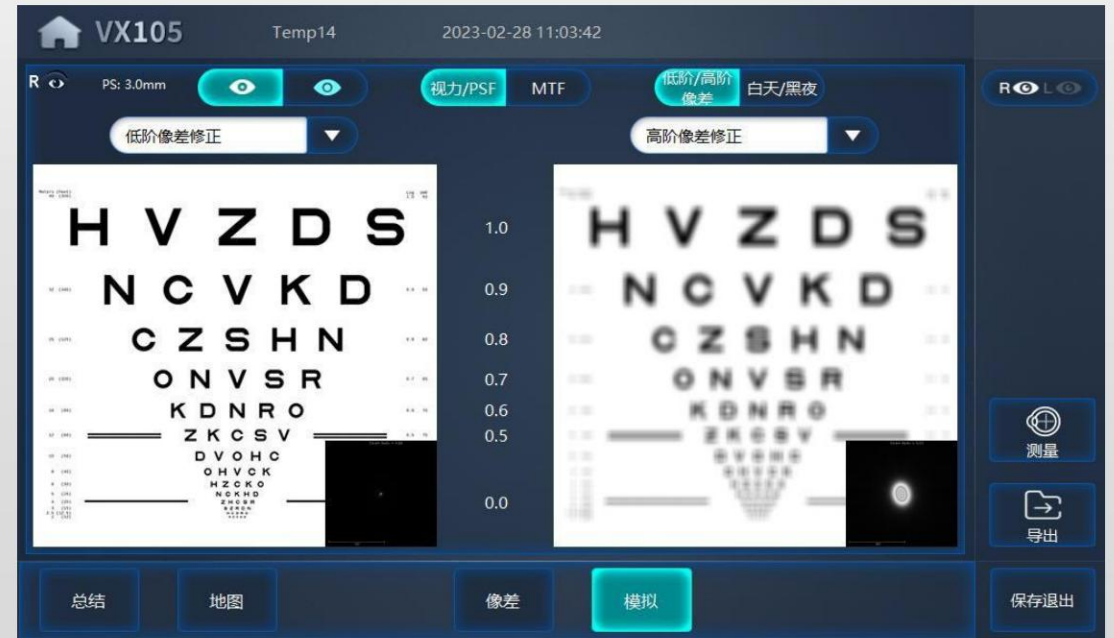 VX105
Temp14
2023-02-28 11:03:42
R
PS: 3.0mm
视力/PSF
MTF
低阶/高阶
像差
白天/黑夜
R L
低阶像差修正
高阶像差修正
H V Z D S
N C V K D
C Z S H N
O N V S R
K D N R O
Z K C S V
D V O H C
O H V C K
H Z C K O
N C K H D
Z H C S R
1.0
0.9
0.8
0.7
0.6
0.5
0.0
H V Z D S
N C V K D
C Z S H N
O N V S R
K D N R O
Z K C S V
测量
导出
总结
地图
像差
模拟
保存退出